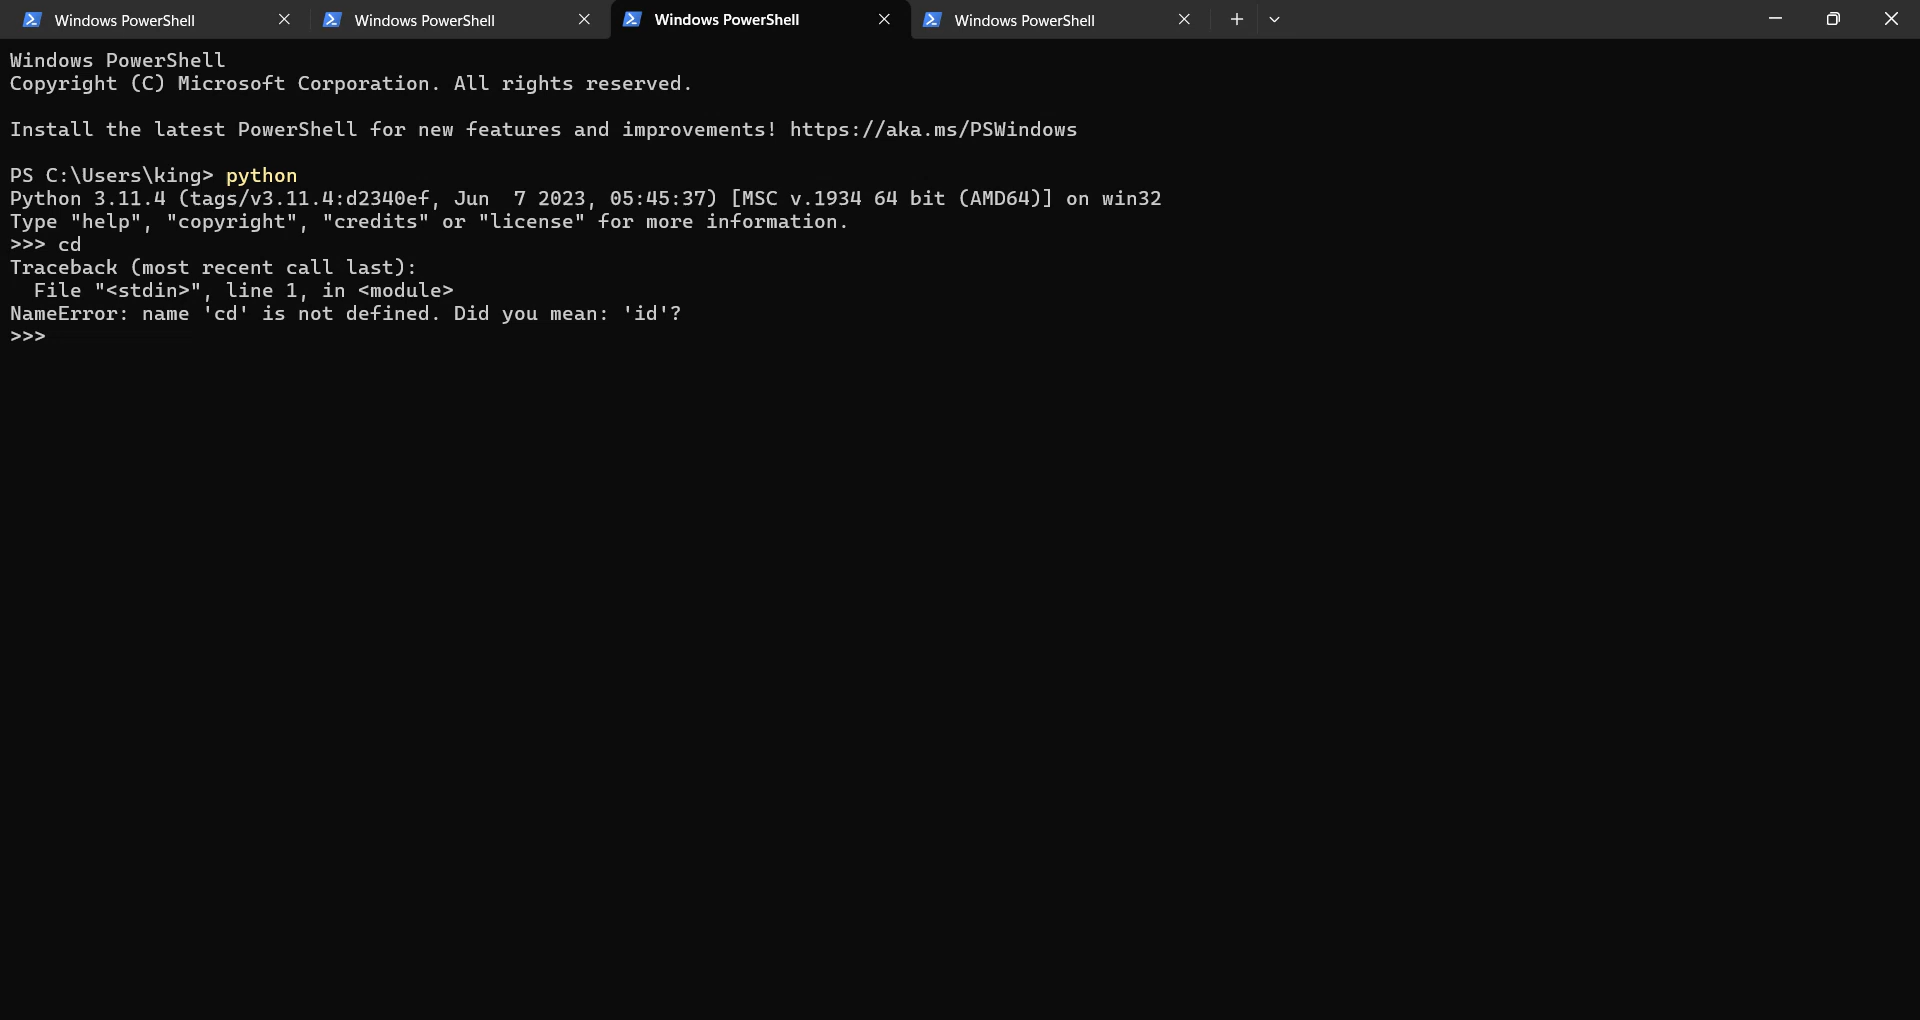 Windows PowerShell
Windows PowerShell
Windows PowerShell
Windows PowerShell
Windows PowerShell
Copyright (C) Microsoft Corporation. All rights reserved.
Install the latest PowerShell for new features and improvements! https://aka.ms/PSWindows
PS C:\Users\king> python
Python 3.11.4 (tags/v3.11.4:d2340ef, Jun  7 2023, 05:45:37) [MSC v.1934 64 bit (AMD64)] on win32
Type "help", "copyright", "credits" or "license" for more information.
>>> cd
Traceback (most recent call last):
  File "<stdin>", line 1, in <module>
NameError: name 'cd' is not defined. Did you mean: 'id'?
>>>